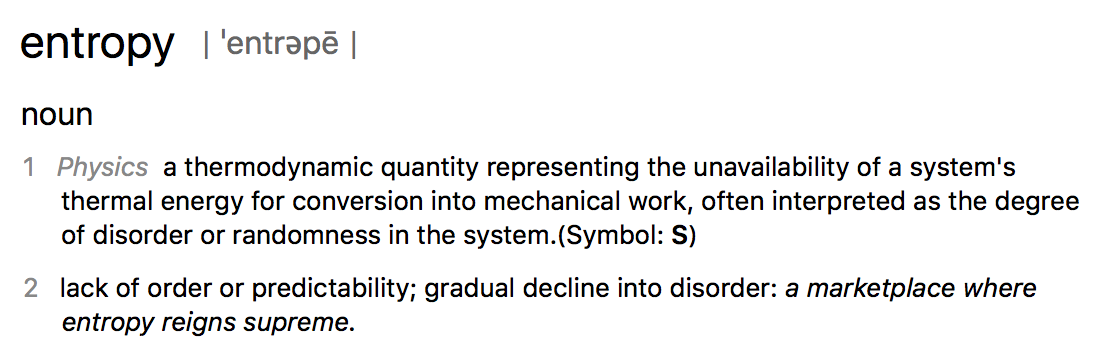 entropy | ˈentrəpē |
noun
1 Physics a thermodynamic quantity representing the unavailability of a system's
thermal energy for conversion into mechanical work, often interpreted as the degree
of disorder or randomness in the system.(Symbol: S)
2 lack of order or predictability; gradual decline into disorder: a marketplace where
entropy reigns supreme.